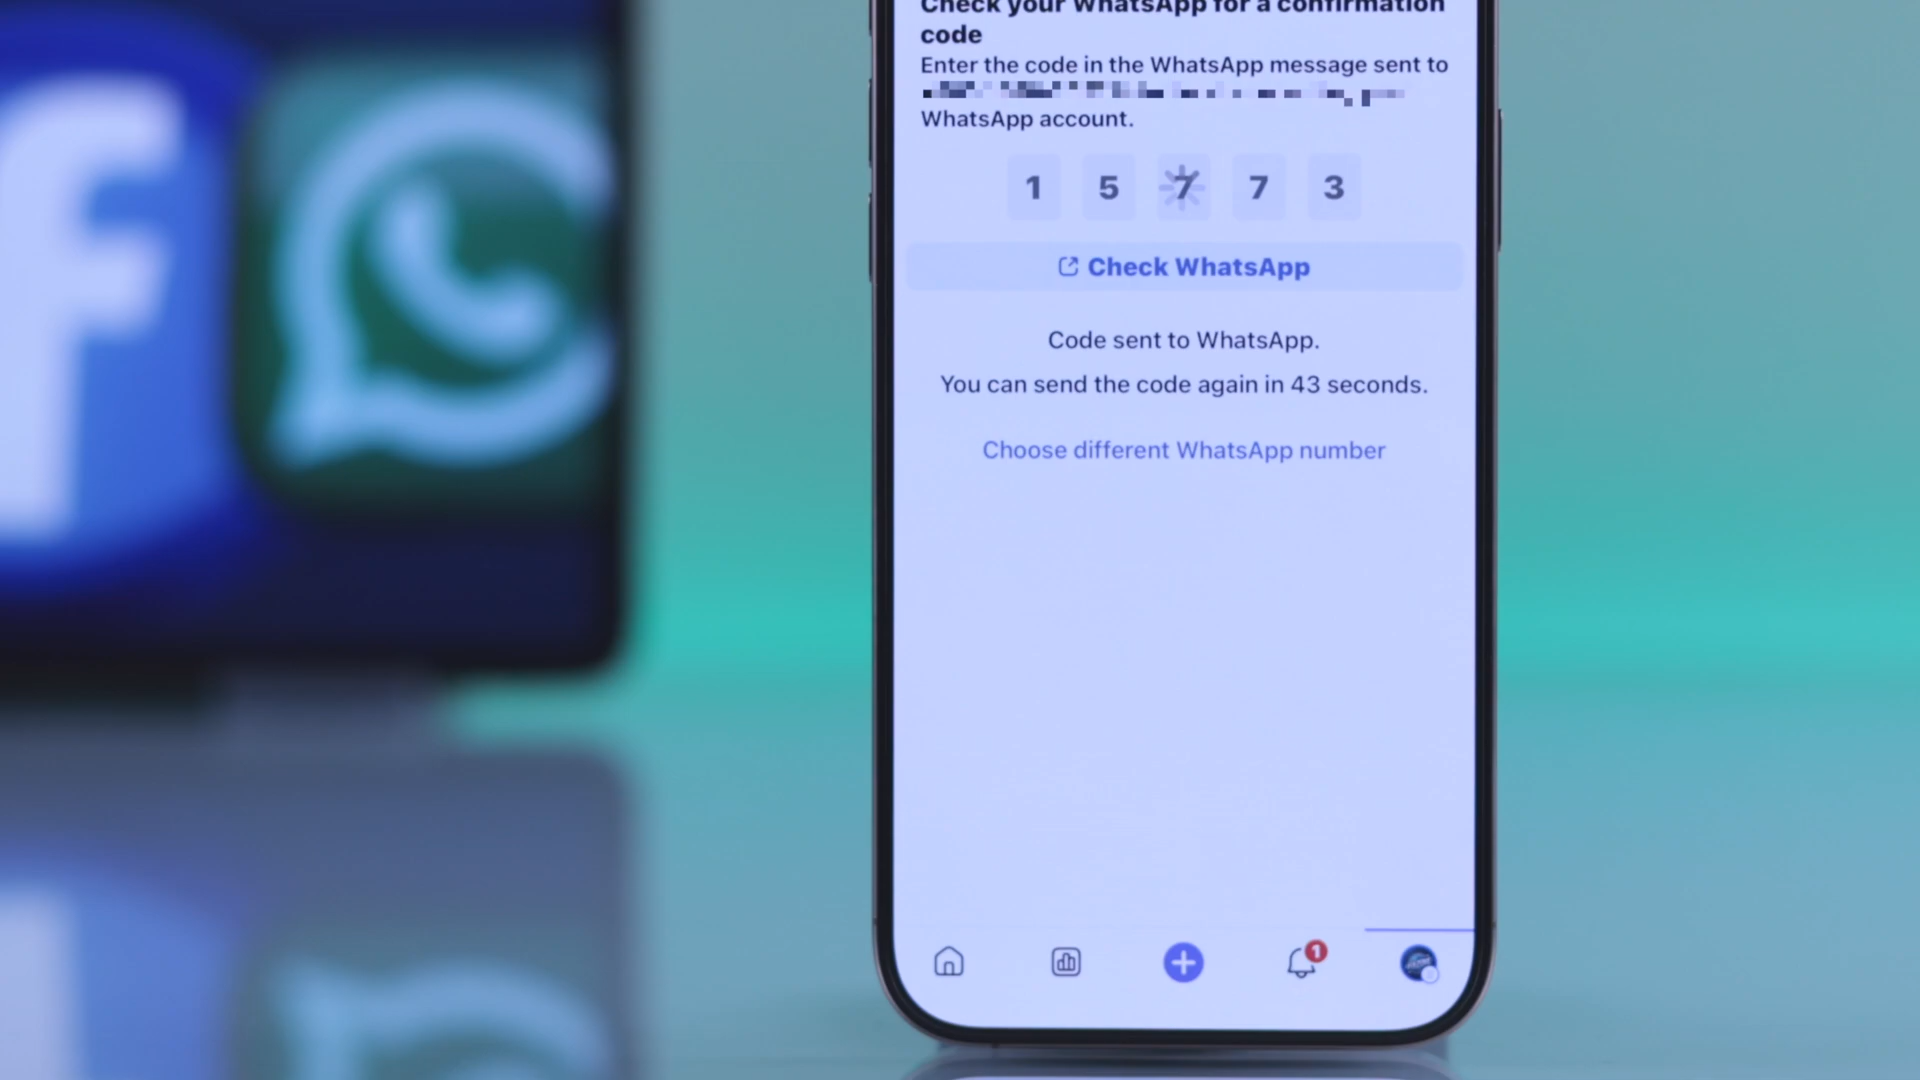 Check your WhatsApp for a confirmation
code
Enter the code in the WhatsApp message sent to
WhatsApp account.
1 5 7 7 3
Check WhatsApp
Code sent to WhatsApp.
You can send the code again in 43 seconds.
Choose different WhatsApp number
1
f